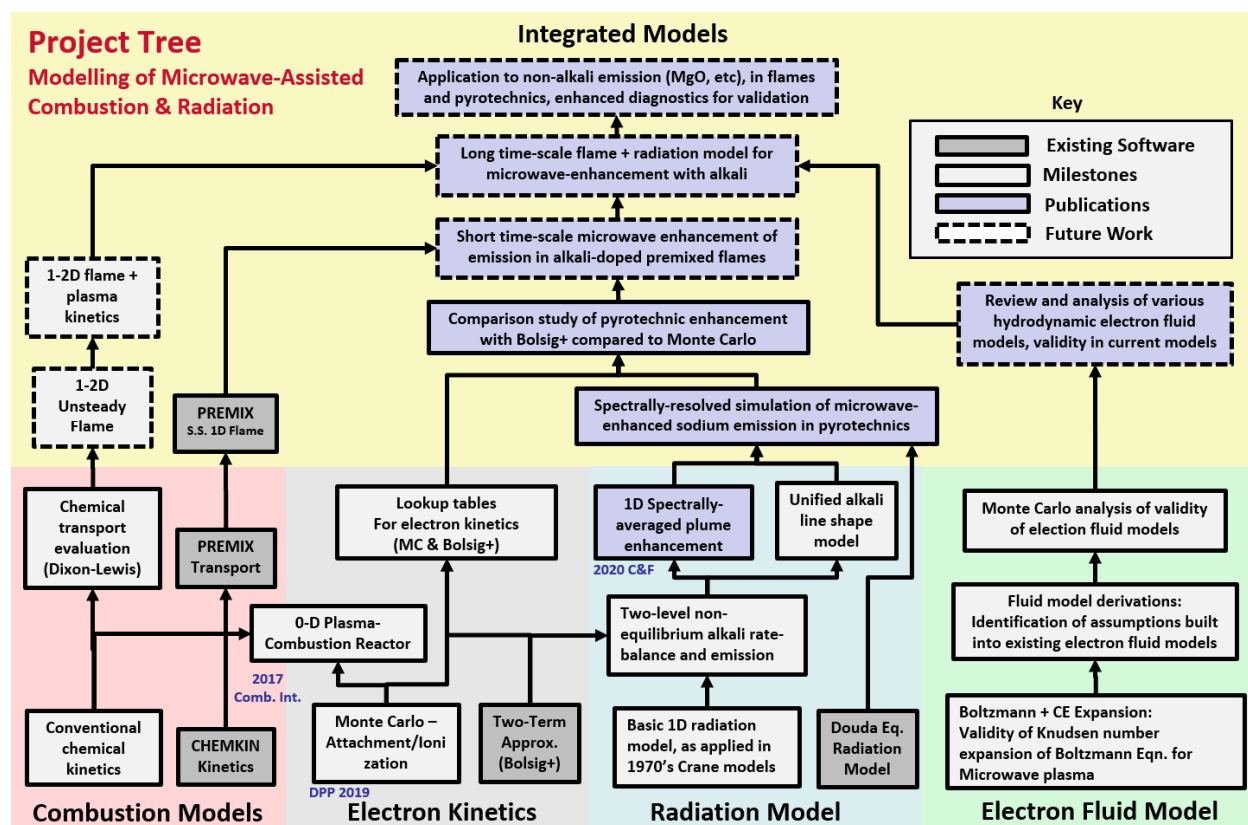 Project Tree
Modelling of Microwave-Assisted
Combustion & Radiation
Integrated Models
Application to non-alkali emission (MgO, etc), in flames
and pyrotechnics, enhanced diagnostics for validation
Key
Existing Software
Milestones
Publications
Future Work
Long time-scale flame + radiation model for
microwave-enhancement with alkali
Short time-scale microwave enhancement of
emission in alkali-doped premixed flames
1-2D flame +
plasma
kinetics
Review and analysis of various
hydrodynamic electron fluid
models, validity in current models
Comparison study of pyrotechnic enhancement
with Bolsig+ compared to Monte Carlo
1-2D
Unsteady
Flame
PREMIX
S.S. 1D Flame
Spectrally-resolved simulation of microwave-
enhanced sodium emission in pyrotechnics
Chemical
transport
evaluation
(Dixon-Lewis)
PREMIX
Transport
Lookup tables
For electron kinetics
(MC & Bolsig+)
1D Spectrally-
averaged plume
enhancement
2020 C&F
Unified alkali
line shape
model
Monte Carlo analysis of validity
of election fluid models
0-D Plasma-
Combustion Reactor
2017
Comb. Int.
Two-level non-
equilibrium alkali rate-
balance and emission
Fluid model derivations:
Identification of assumptions built
into existing electron fluid models
Conventional
chemical
kinetics
CHEMKIN
Kinetics
Monte Carlo –
Attachment/Ioni
zation
DPP 2019
Two-Term
Approx.
(Bolsig+)
Basic 1D radiation
model, as applied in
1970's Crane models
Douda Eq.
Radiation
Model
Boltzmann + CE Expansion:
Validity of Knudsen number
expansion of Boltzmann Eqn. for
Microwave plasma
Combustion Models
Electron Kinetics
Radiation Model
Electron Fluid Model